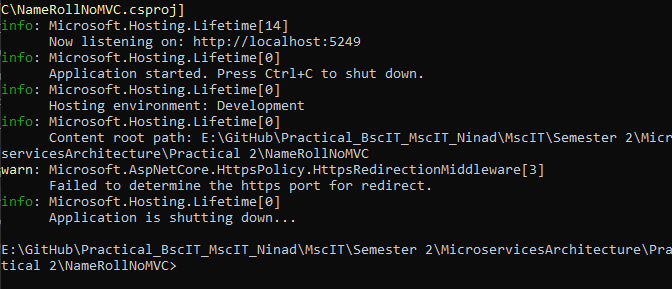 C\NameRollNoMVC.csproj]
info: Microsoft.Hosting.Lifetime[14]
Now listening on: http://localhost:5249
info: Microsoft.Hosting.Lifetime[0]
Application started. Press Ctrl+C to shut down.
info: Microsoft.Hosting.Lifetime[0]
Hosting environment: Development
info: Microsoft.Hosting.Lifetime[0]
Content root path: E:\GitHub\Practical_BscIT_MscIT_Ninad\MscIT\Semester 2\Micro
servicesArchitecture\Practical 2\NameRollNoMVC
warn: Microsoft.AspNetCore.HttpsPolicy.HttpsRedirectionMiddleware[3]
Failed to determine the https port for redirect.
info: Microsoft.Hosting.Lifetime[0]
Application is shutting down...
E:\GitHub\Practical_BscIT_MscIT_Ninad\MscIT\Semester 2\MicroservicesArchitecture\Prac
tical 2\NameRollNoMVC>